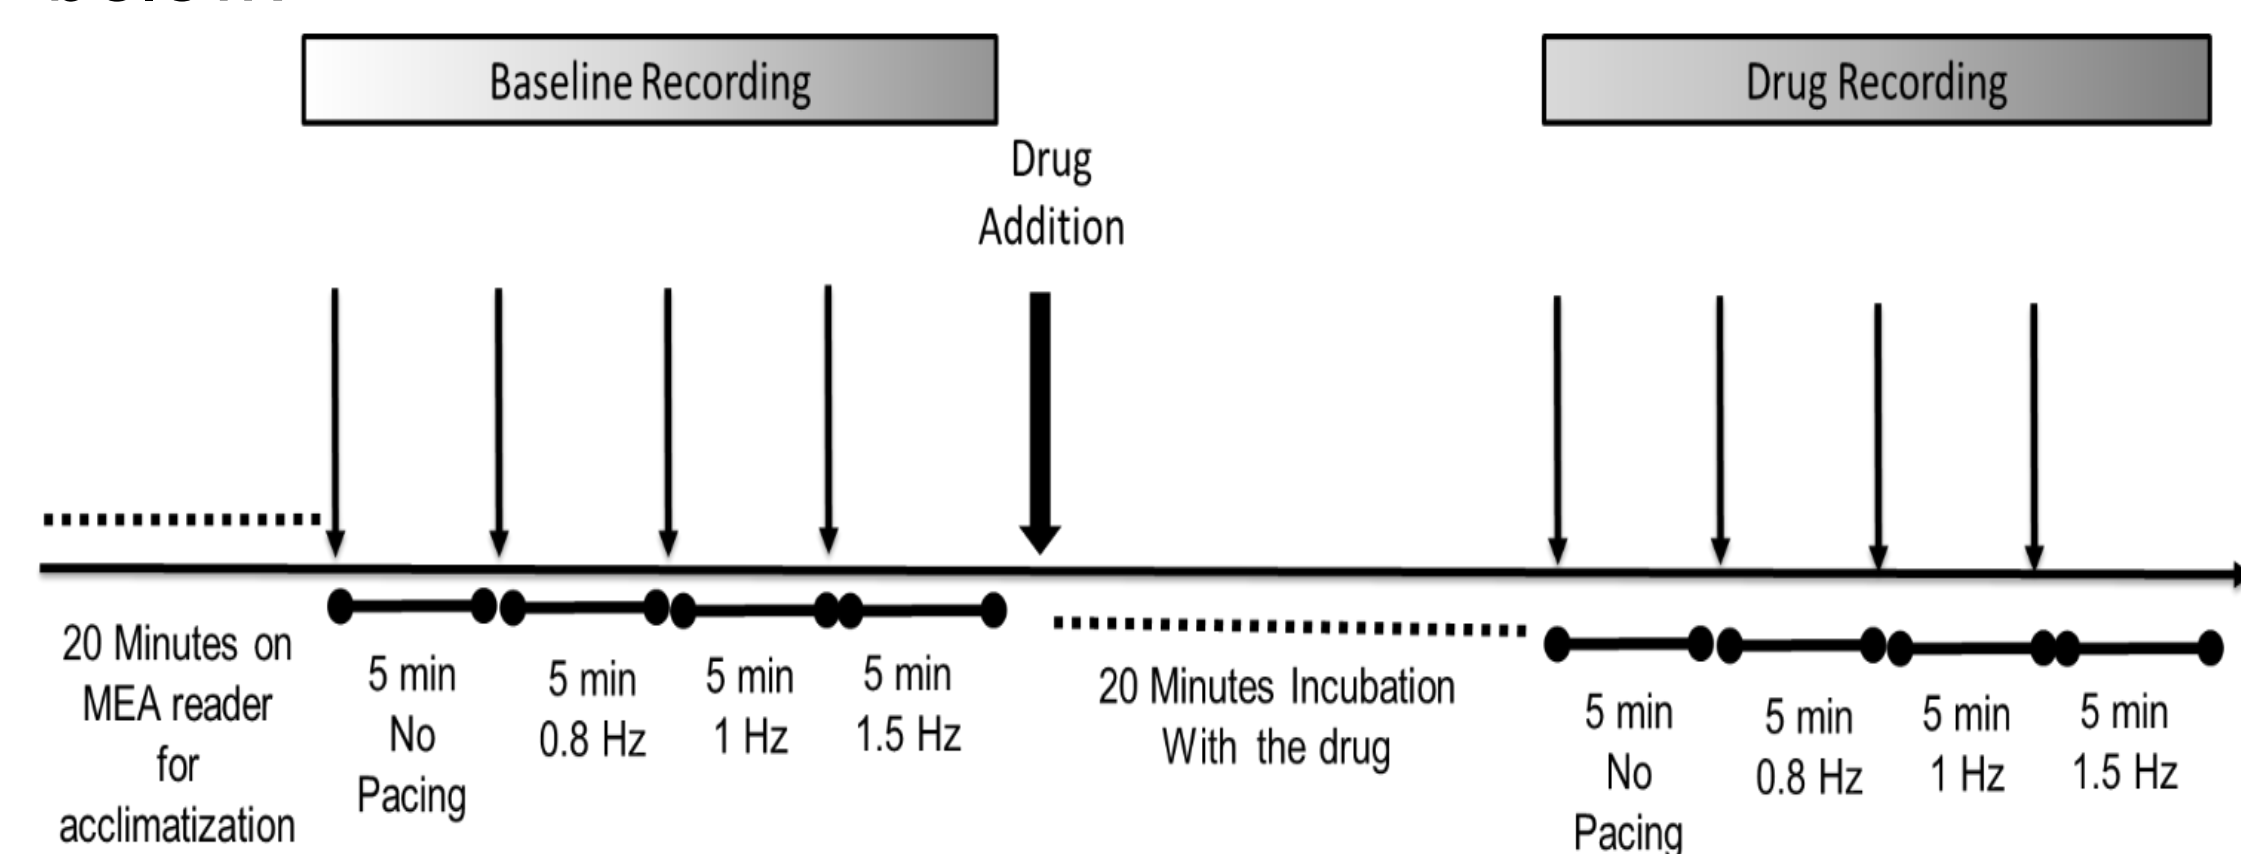 Baseline Recording
Drug Recording
Drug
Addition
20 Minutes on
MEA reader
for
acclimatization
5 min
No
Pacing
5 min
0.8 Hz
5 min
1 Hz
5 min
1.5 Hz
20 Minutes Incubation
With the drug
5 min
No
Pacing
5 min
0.8 Hz
5 min
1 Hz
5 min
1.5 Hz